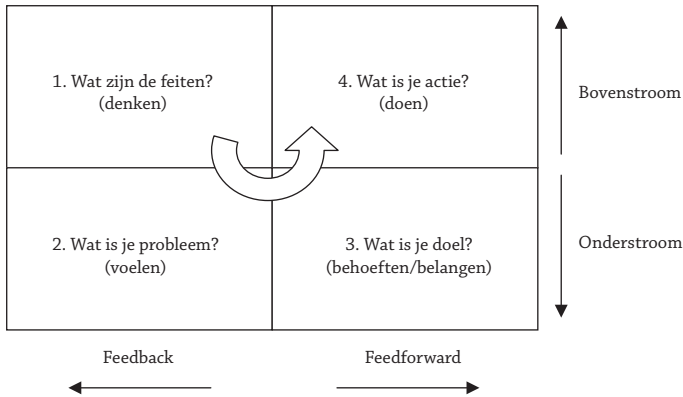 1. Wat zijn de feiten?
(denken)
4. Wat is je actie?
(doen)
Bovenstroom
2. Wat is je probleem?
(voelen)
3. Wat is je doel?
(behoeften/belangen)
Onderstroom
Feedback
Feedforward